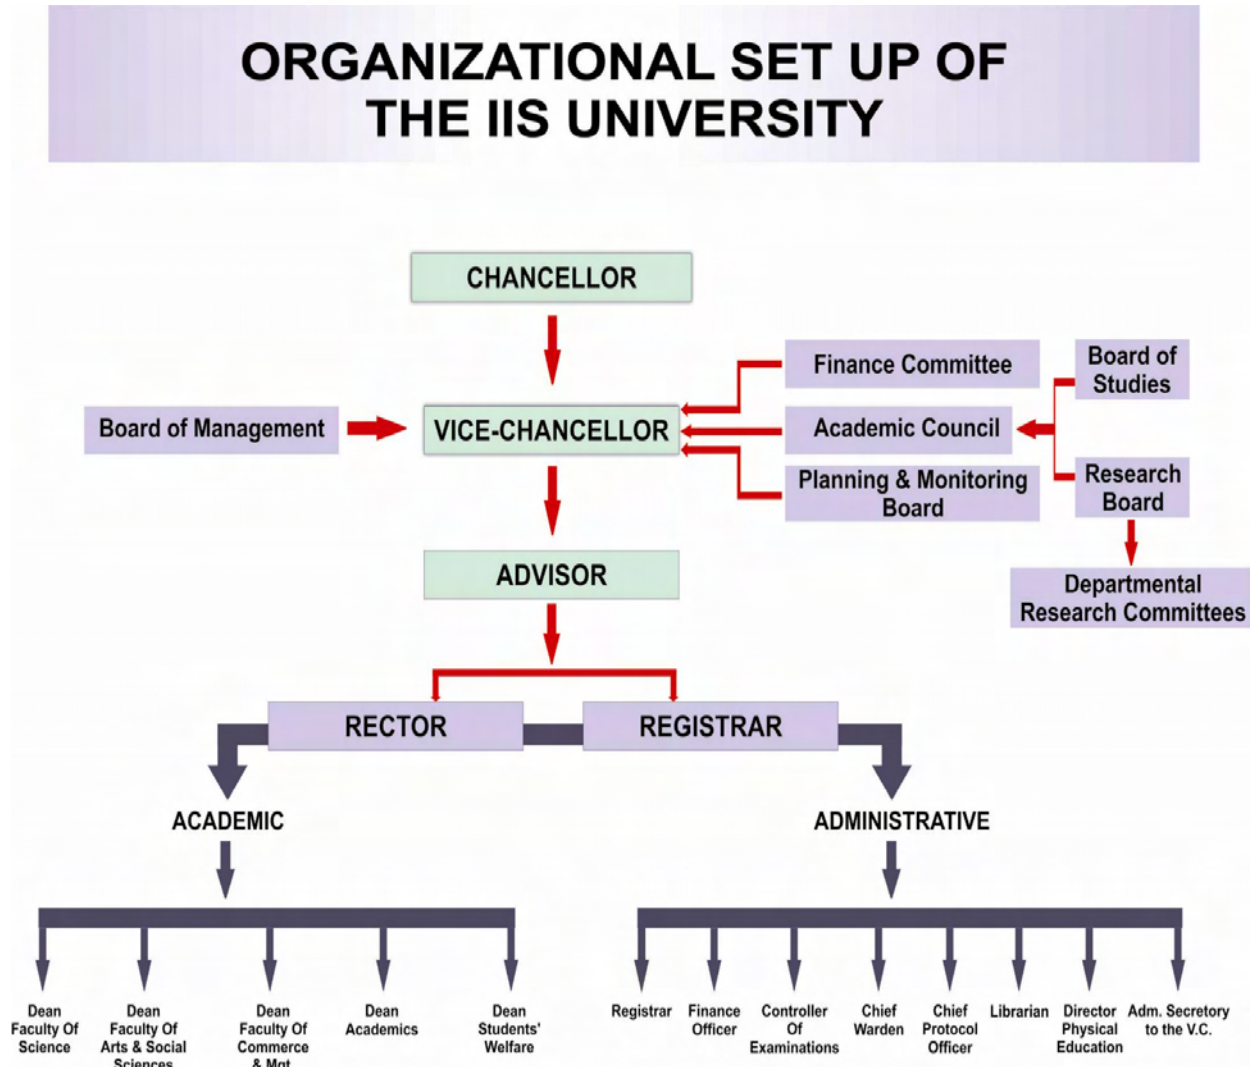 ORGANIZATIONAL SET UP OF
THE IIS UNIVERSITY
CHANCELLOR
Finance Committee
Board of
Studies
Board of Management
VICE-CHANCELLOR
Academic Council
Planning & Monitoring
Board
Research
Board
ADVISOR
Departmental
Research Committees
RECTOR
REGISTRAR
ACADEMIC
ADMINISTRATIVE
Dean
Faculty Of
Science
Dean
Faculty Of
Arts & Social
Sciences
Dean
Faculty Of
Commerce
& Mgt
Dean
Academics
Dean
Students'
Welfare
Registrar
Finance
Officer
Controller
Of
Examinations
Chief
Warden
Chief
Protocol
Officer
Librarian
Director
Physical
Education
Adm. Secretary
to the V.C.